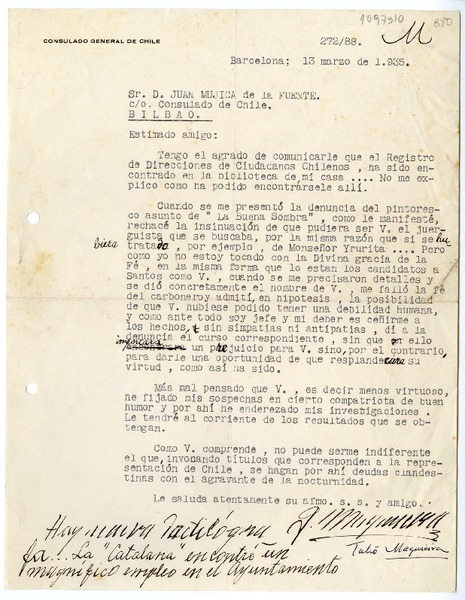 1097310
880
CONSULADO GENERAL DE CHILE
272/88.
M
Barcelona; 13 marzo de 1.935.
Sr. D. JUAN MUJICA de la FUENTE.
c/o. Consulado de Chile.
BILBAO.
Estimado amigo:
Tengo el agrado de comunicarle que el Registro
de Direcciones de Ciudadanos Chilenos , ha sido en-
contrado en la biblioteca de mi casa .... No me ex-
plico como ha podido encontrársele allí.
Cuando se me presentó la denuncia del pintores-
co asunto de " La Buena Sombra" , como le manifesté,
rechacé la insinuación de que pudiera ser V. el juer-
guista que se buscaba, por la misma razón que si se hu
biera tratado , por ejemplo , de Monseñor Yrurita .... Pero
como yo no estoy tocado con la Divina gracia de la
Fé , en la misma forma que lo estan los candidatos a
Santos como V. , cuando se me precisaron detalles y
se dió concretamente el nombre de V. , me falló la fé
del carbonero y admití, en hipotesis , la posibilidad
de que V. hubiese podido tener una debilidad humana,
y como ante todo soy jefe y mi deber es ceñirme a
los hechos, sin simpatias ni antipatias , dí a la
denuncia el curso correspondiente , sin que en ello
un prejucio para V. sino, por el contrario,
para darle una oportunidad de que resplandeciera su
virtud , como así ha sido.
Más mal pensado que V. , es decir menos virtuoso,
he fijado mis sospechas en cierto compatriota de buen
humor y por ahí he enderezado mis investigaciones .
Le tendré al corriente de los resultados que se ob-
tengan.
Como V. comprende , no puede serme indiferente
el que, invonando títulos que corresponden a la repre-
sentación de Chile , se hagan por ahi deudas clandes-
tinas con el agravante de la nocturnidad.
Le saluda atentamente su afmo. s. s. y amigo.
Hay nueva Dactilógra
fa!. La "Catalana" encontró un
magnífico empleo en el Ayuntamiento
Tulio Maquieira